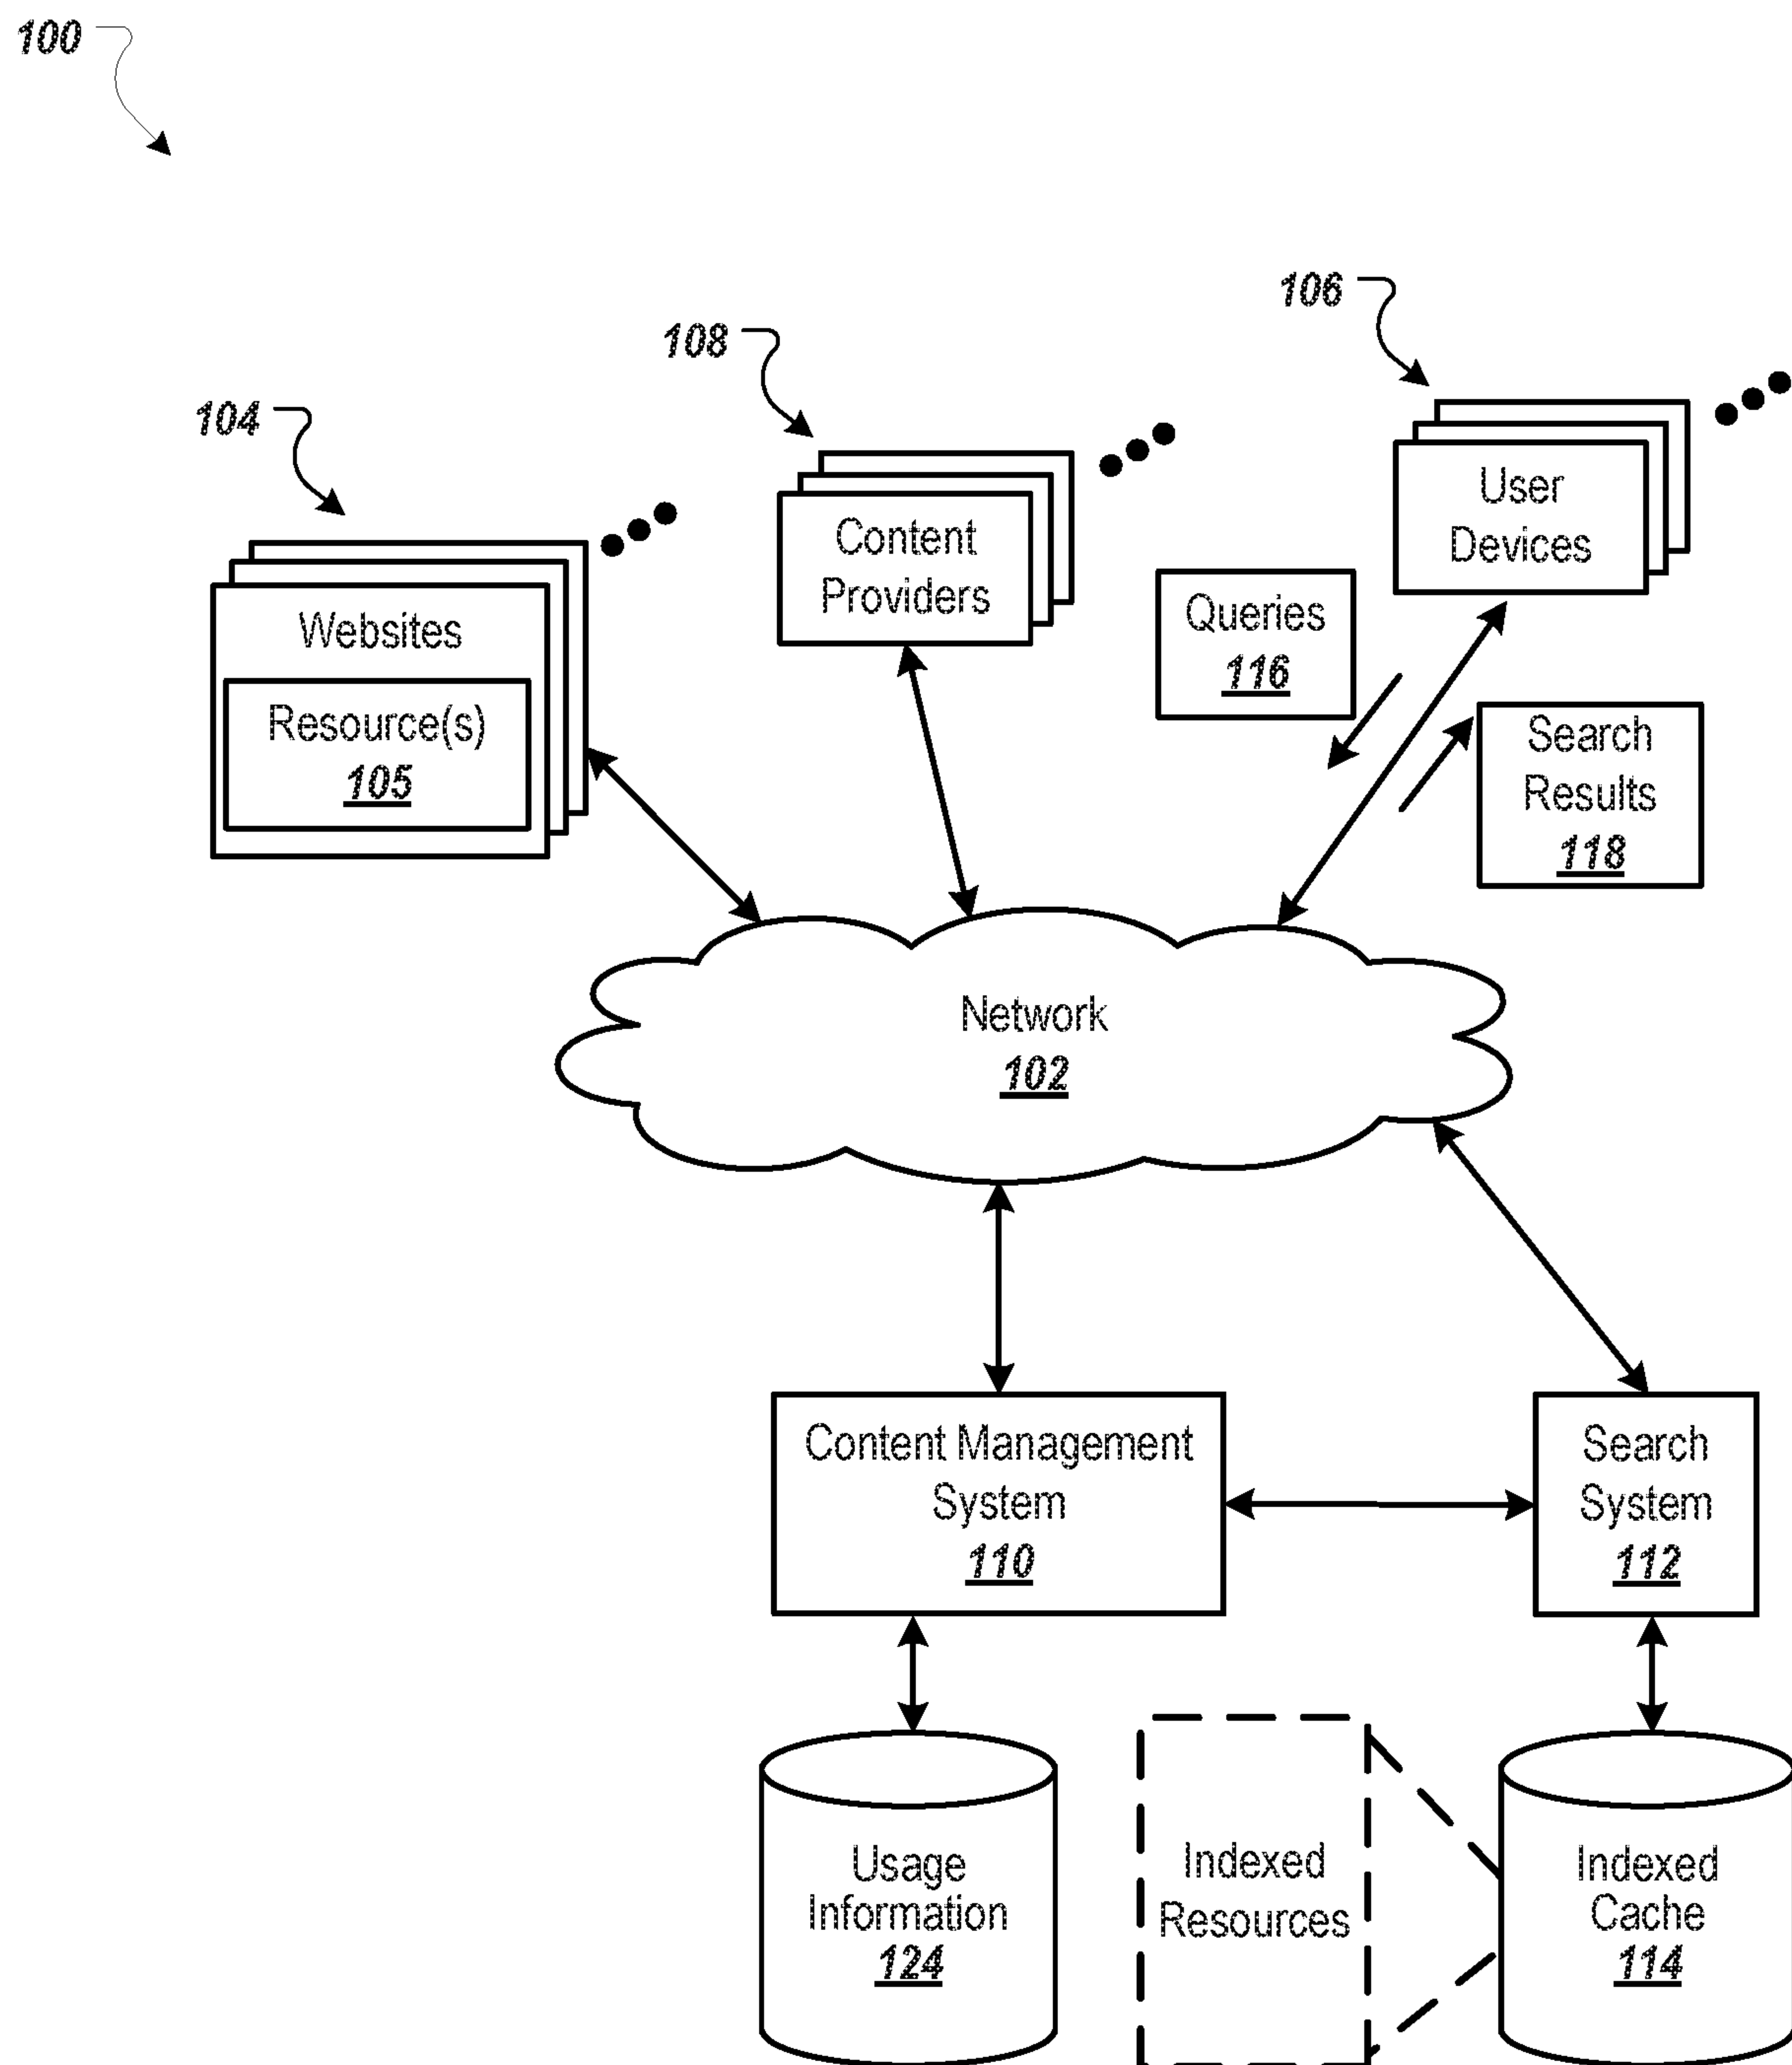 100
106
108
104
User
Devices
Content
Providers
Queries
116
Websites
Resource(s)
105
Search
Results
118
Network
102
Content Management
System
110
Search
System
112
Usage
Information
124
Indexed
Resources
Indexed
Cache
114